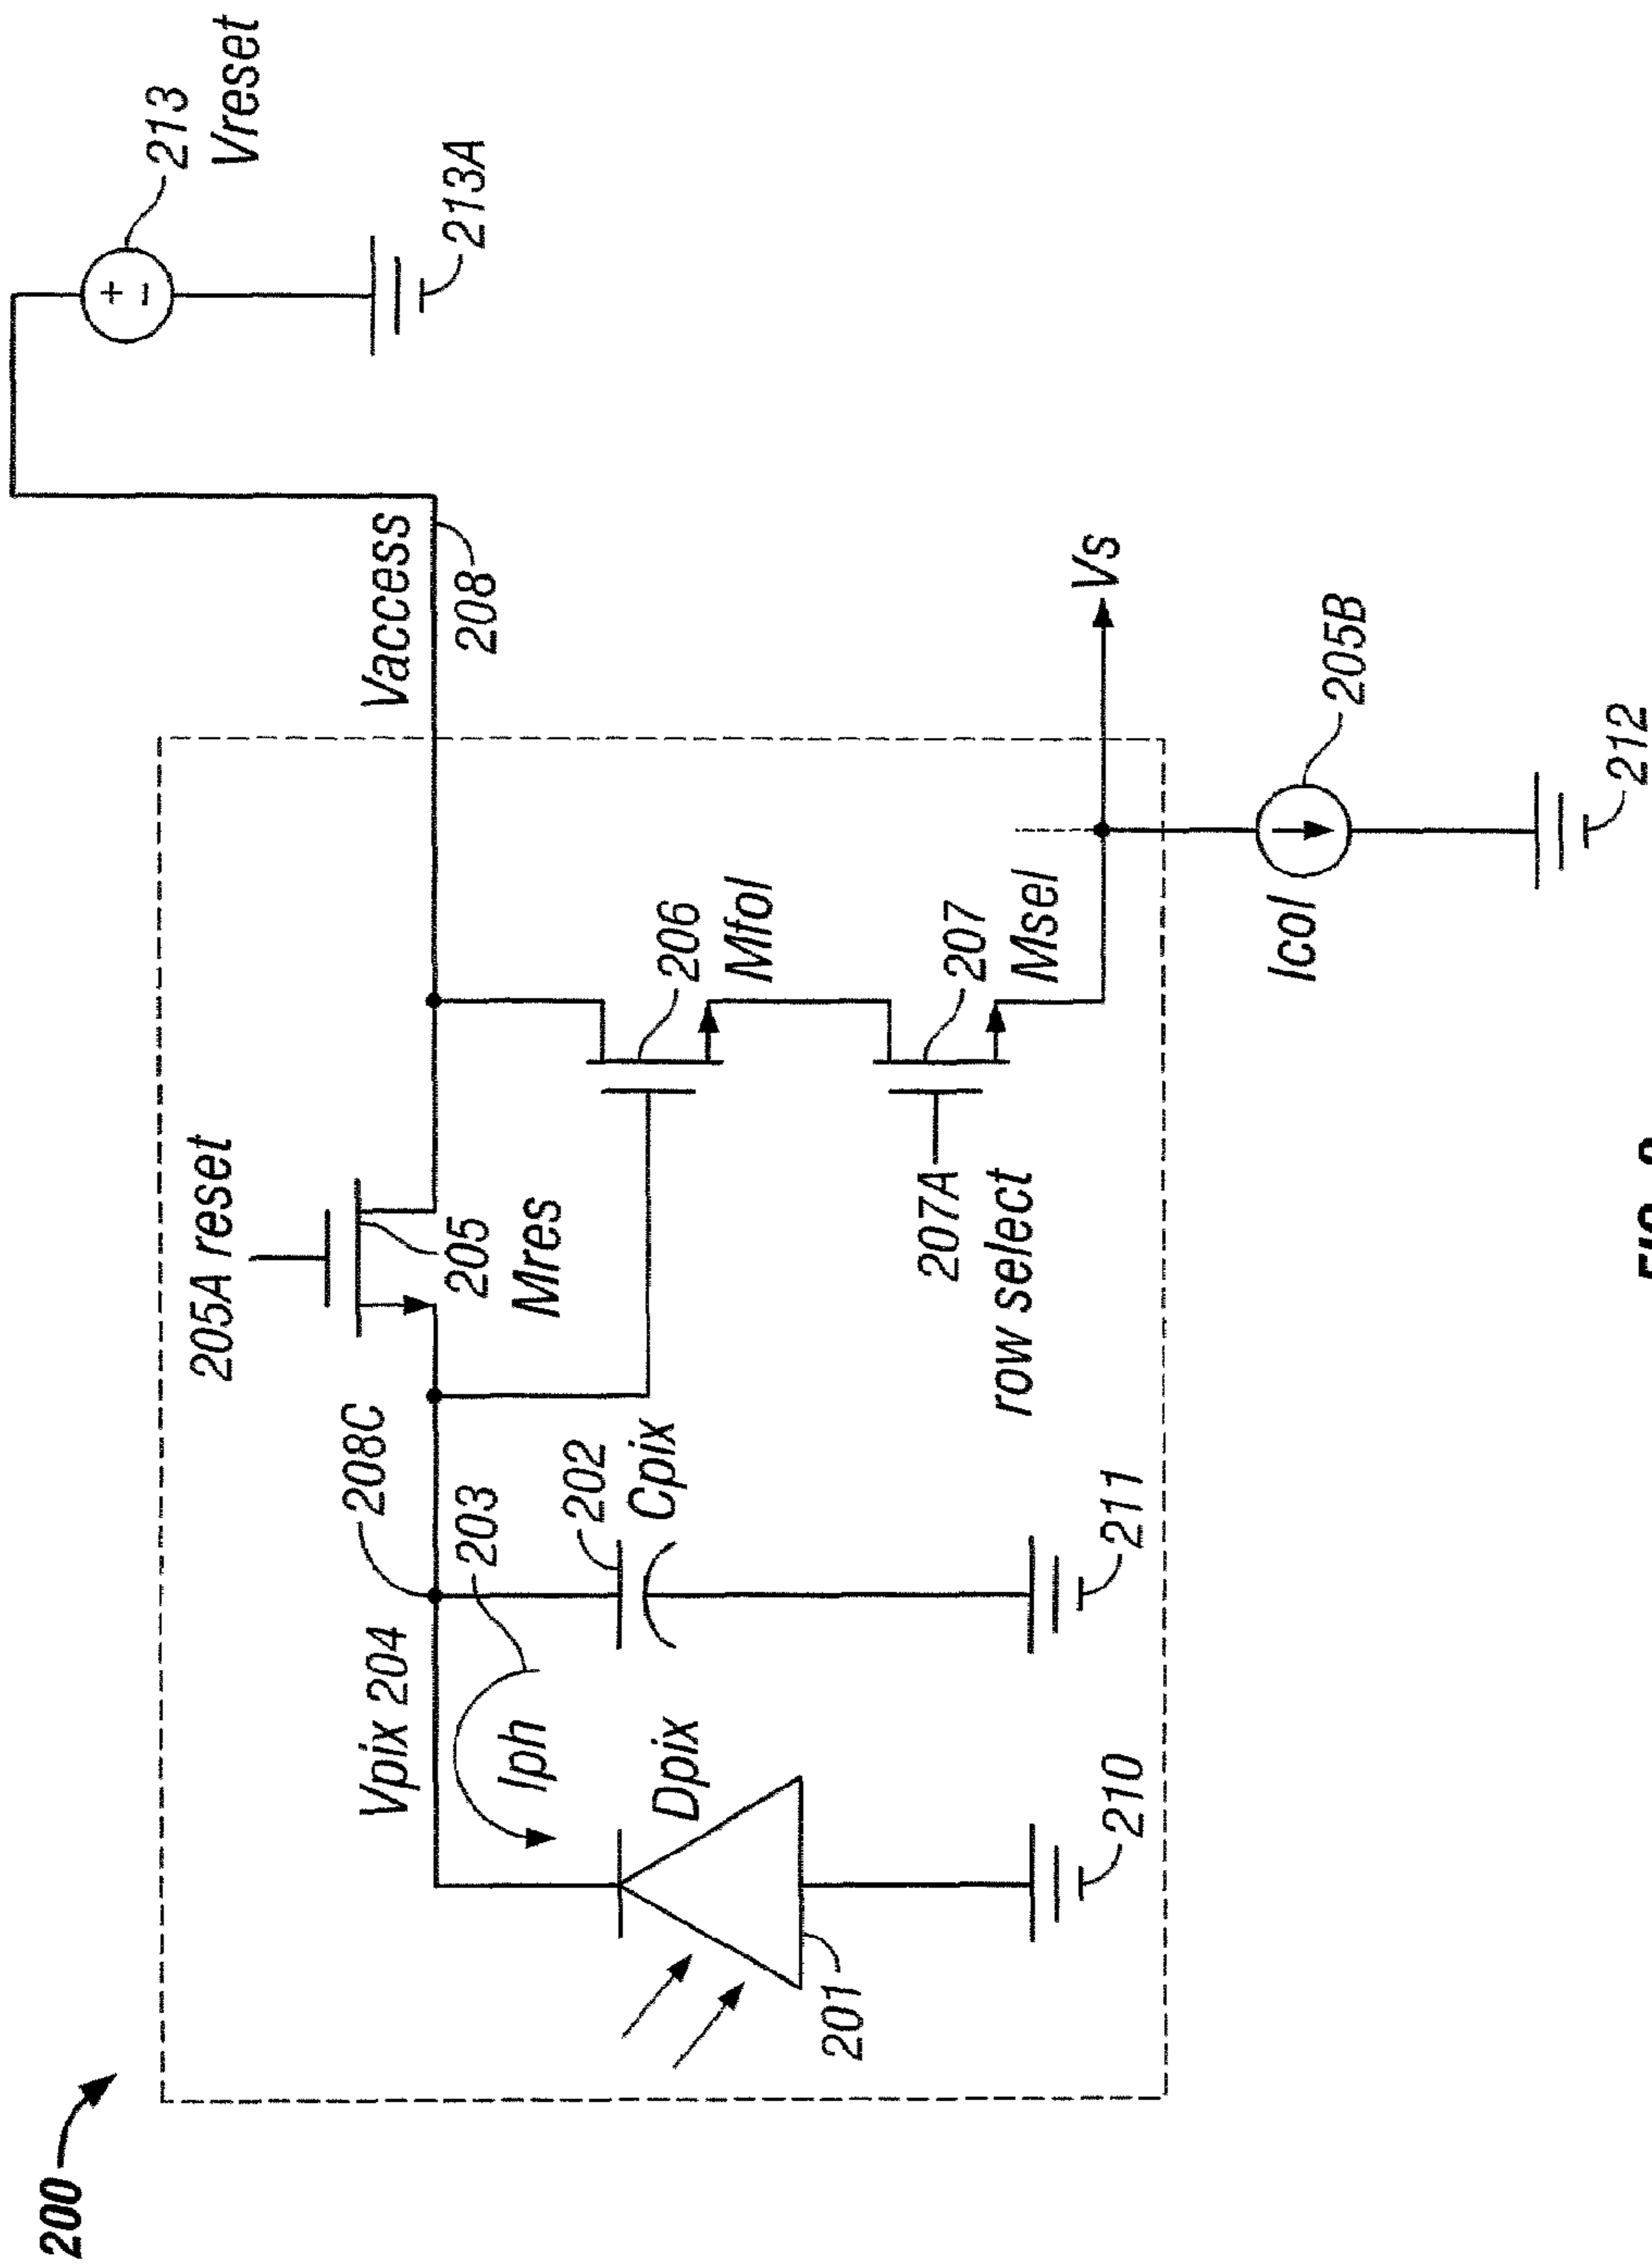 200
205A reset
213
Vreset
213A
Vaccess
208
208C
Vpix 204
203
Iph
205
Mres
202
Cpix
206
Mfol
Dpix
201
207A
row select
207
Msel
Vs
210
211
Icol
205B
212
+
-